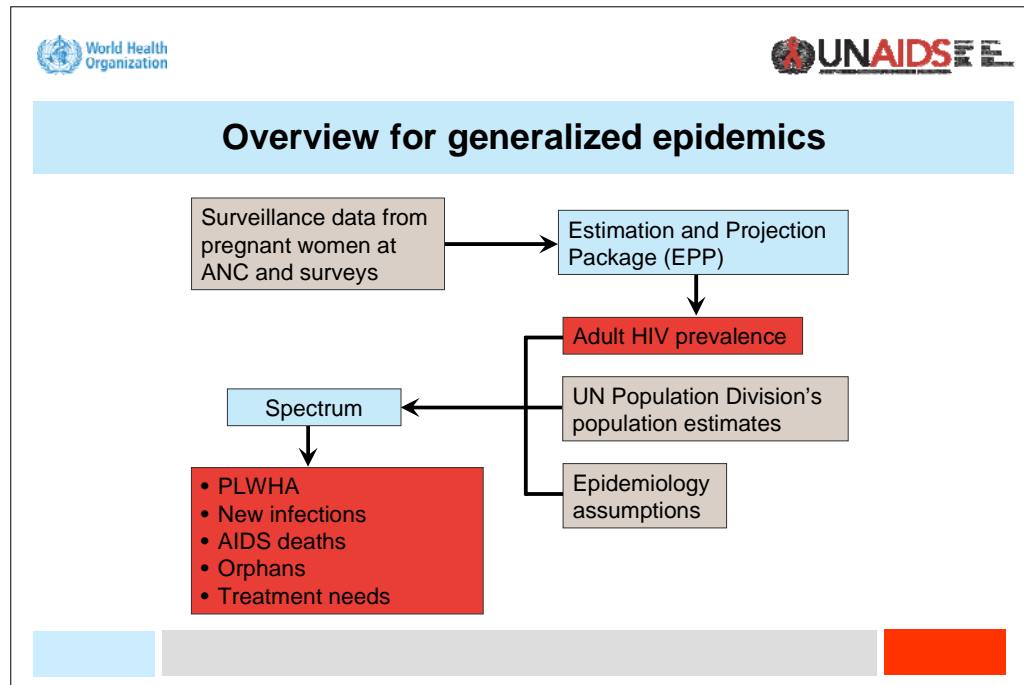 World Health
Organization
UNAIDS
Overview for generalized epidemics
Surveillance data from
pregnant women at
ANC and surveys
Estimation and Projection
Package (EPP)
Adult HIV prevalence
Spectrum
UN Population Division’s
population estimates
• PLWHA
• New infections
• AIDS deaths
• Orphans
• Treatment needs
Epidemiology
assumptions